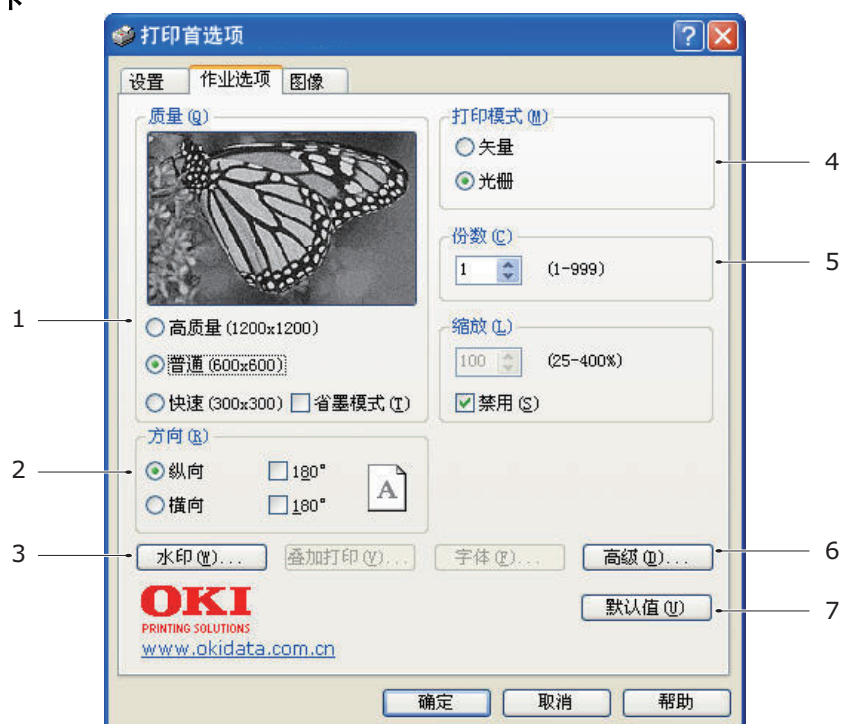 打印首选项
设置 作业选项 图像
质量(Q)
1
高质量(1200x1200)
普通(600x600)
快速(300x300) 省墨模式(T)
方向(R)
2
纵向 180°
横向 180°
A
打印模式(M)
矢量
光栅
4
份数(C)
1 (1-999)
5
缩放(L)
100 (25-400%)
禁用(S)
3
水印(W)... 叠加打印(V)... 字体(F)... 高级(D)...
6
OKI
PRINTING SOLUTIONS
www.okidata.com.cn
默认值(U)
7
确定 取消 帮助